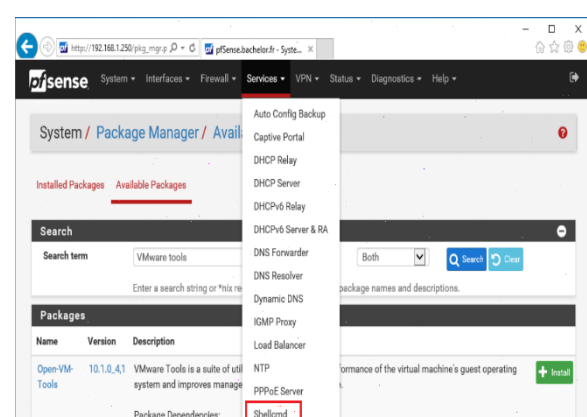 http://192.168.1.250/pkg_mgr.p
pfSense.bachelor.fr - Syste...
pfsense
System Interfaces Firewall Services VPN Status Diagnostics Help
System / Package Manager / Avail
Installed Packages Available Packages
Auto Config Backup
Captive Portal
DHCP Relay
DHCP Server
DHCPv6 Relay
DHCPv6 Server & RA
DNS Forwarder
DNS Resolver
Dynamic DNS
IGMP Proxy
Load Balancer
NTP
PPPoE Server
Shellcmd
Search
Search term VMware tools Both Search Clear
Enter a search string or *nix re package names and descriptions.
Packages
Name Version Description
Open-VM- 10.1.0_4,1 VMware Tools is a suite of util formance of the virtual machine's guest operating Install
Tools system and improves manage
Package Dependencies: